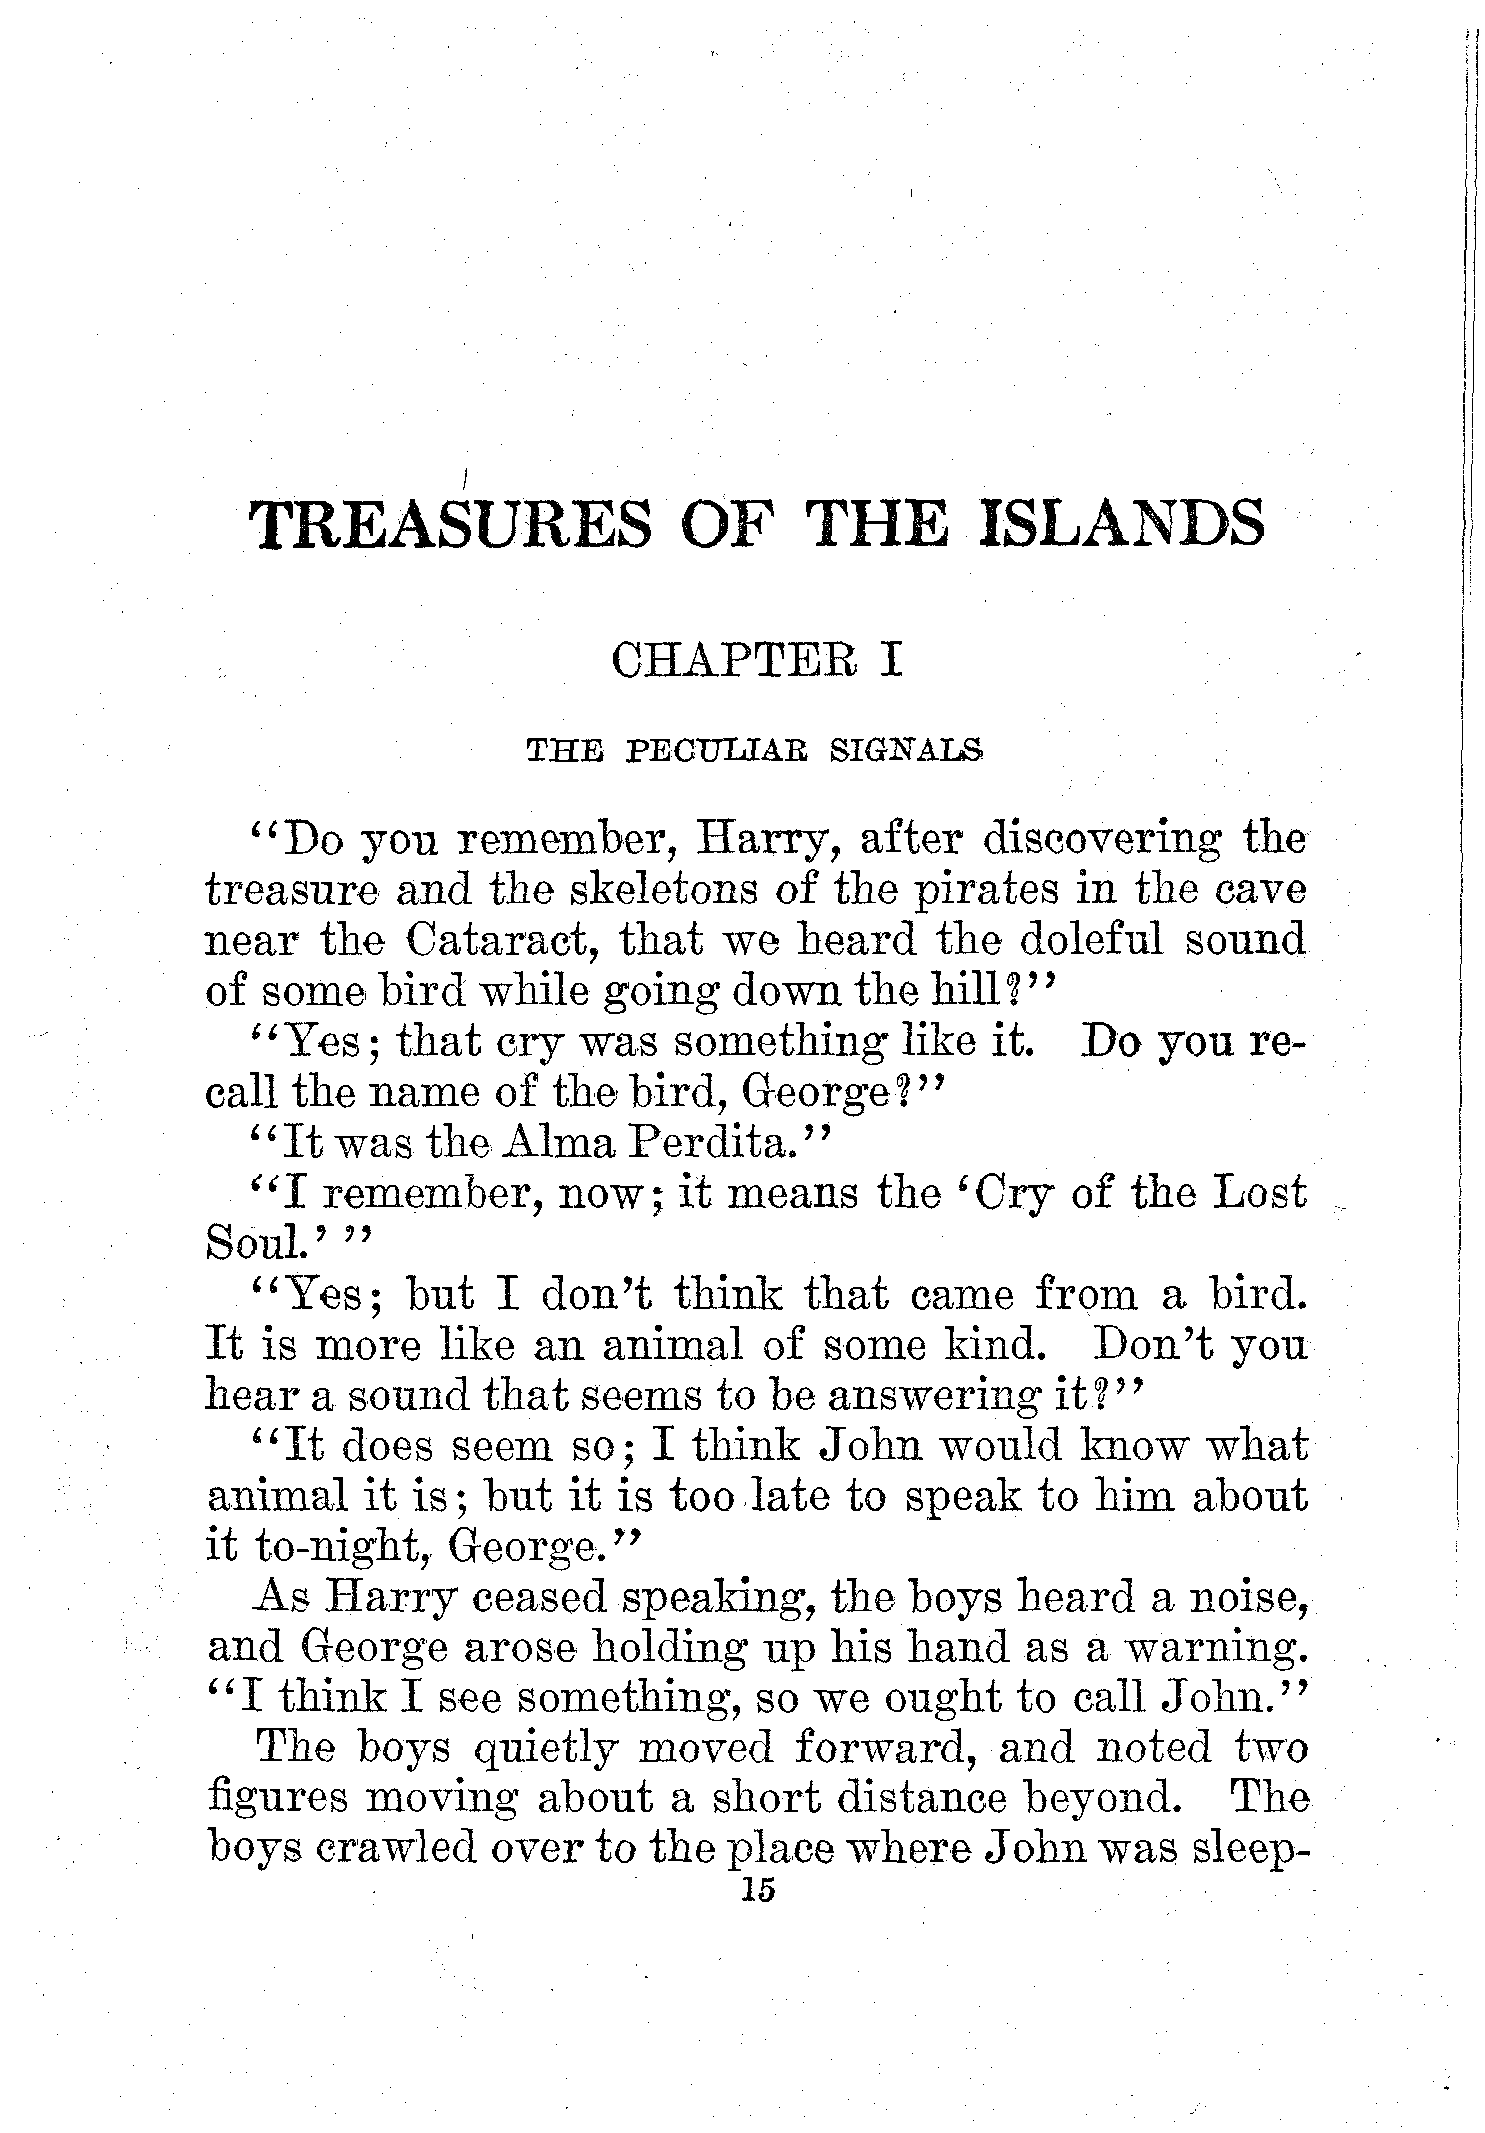 TREASURES OF THE ISLANDS
CHAPTER I
THE PECULIAR SIGNALS
"Do you remember, Harry, after discovering the
treasure and the skeletons of the pirates in the cave
near the Cataract, that we heard the doleful sound
of some bird while going down the hill?"
"Yes; that cry was something like it. Do you re-
call the name of the bird, George?"
"It was the Alma Perdita."
"I remember, now; it means the 'Cry of the Lost
Soul.' "
"Yes; but I don't think that came from a bird.
It is more like an animal of some kind. Don't you
hear a sound that seems to be answering it?"
"It does seem so; I think John would know what
animal it is; but it is too late to speak to him about
it to-night, George."
As Harry ceased speaking, the boys heard a noise,
and George arose holding up his hand as a warning.
"I think I see something, so we ought to call John."
The boys quietly moved forward, and noted two
figures moving about a short distance beyond. The
boys crawled over to the place where John was sleep-
15